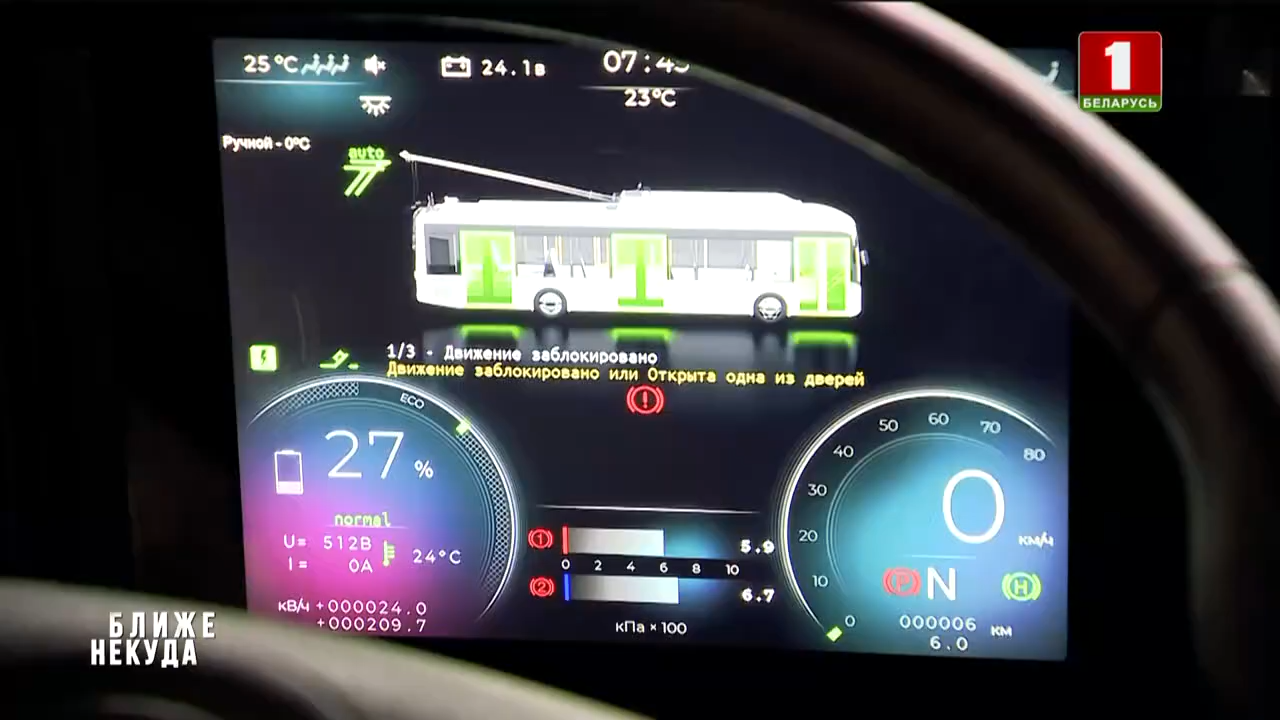 25 °C
24.1в
07:45
23°C
1
БЕЛАРУСЬ
Ручной - 0°C
auto
1/3 - Движение заблокировано
Движение заблокировано или Открыта одна из дверей
ECO
27 %
normal
U= 512В
I= 0А
24°C
кВ/ч +000024.0
+000209.7
1
5.9
0 2 4 6 8 10
2
6.7
кПа × 100
0 10 20 30 40 50 60 70 80
0
км/ч
P N H
000006 км
6.0
БЛИЖЕ
НЕКУДА